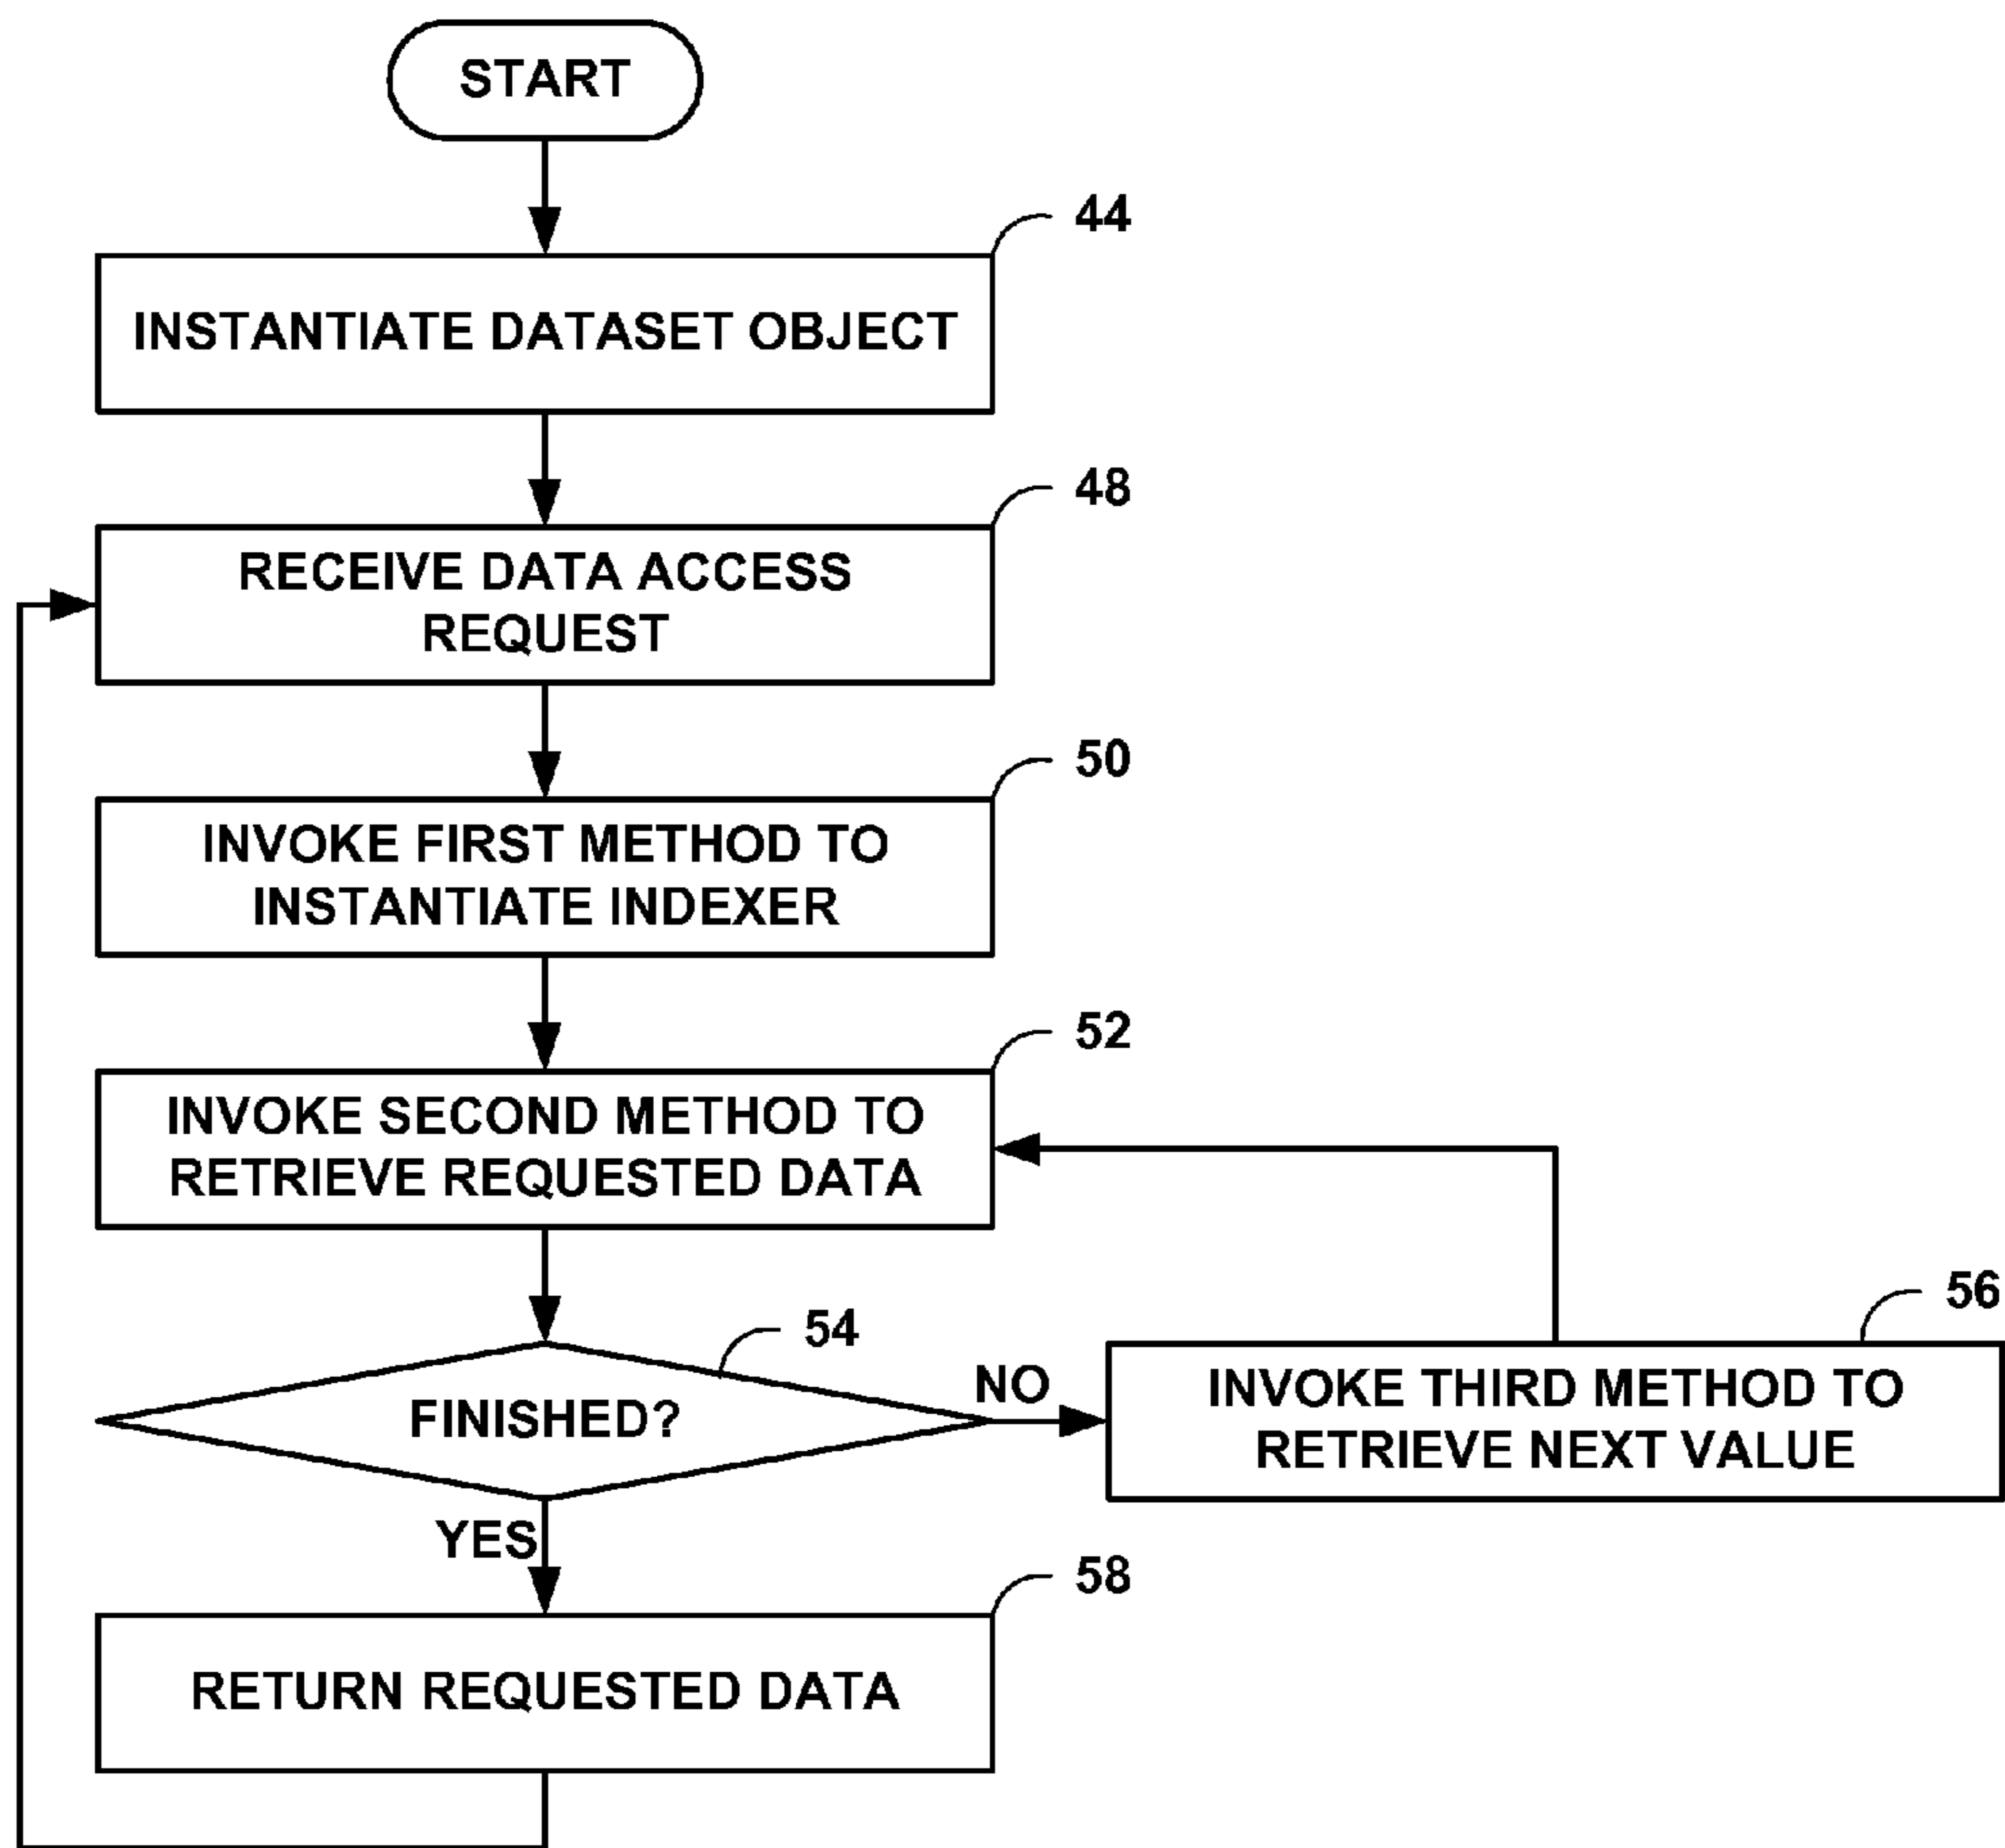 START
44
INSTANTIATE DATASET OBJECT
48
RECEIVE DATA ACCESS
REQUEST
50
INVOKE FIRST METHOD TO
INSTANTIATE INDEXER
52
INVOKE SECOND METHOD TO
RETRIEVE REQUESTED DATA
54
FINISHED?
NO
56
INVOKE THIRD METHOD TO
RETRIEVE NEXT VALUE
YES
58
RETURN REQUESTED DATA